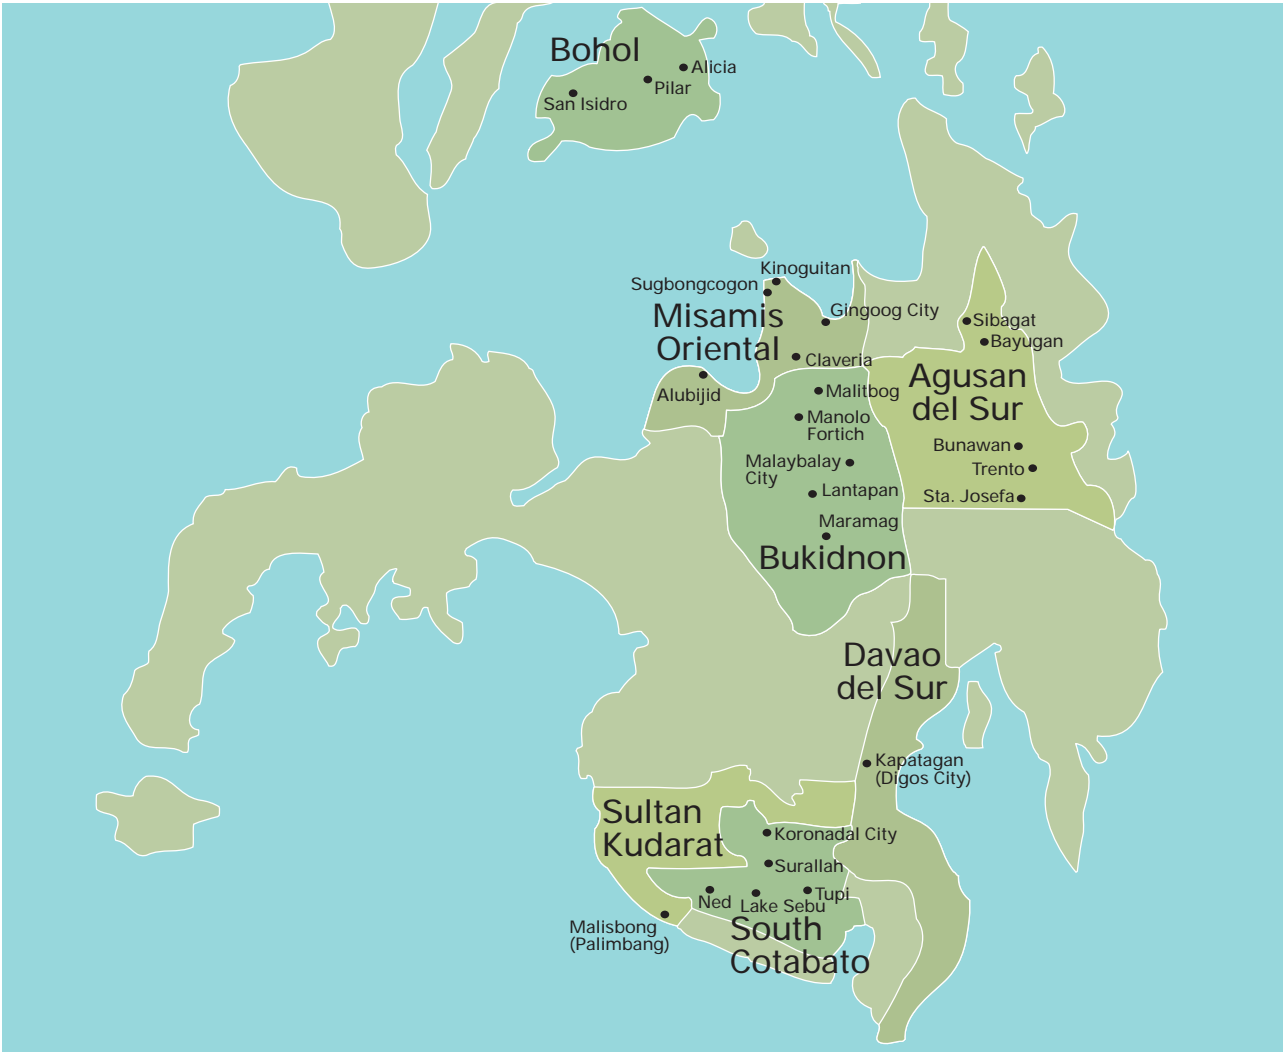 Bohol
Alicia
Pilar
San Isidro
Kinoguitan
Sugbongcogon
Misamis
Oriental
Gingoog City
Claveria
Alubijid
Sibagat
Bayugan
Agusan
del Sur
Malitbog
Manolo
Fortich
Bunawan
Malaybalay
City
Trento
Lantapan
Sta. Josefa
Maramag
Bukidnon
Davao
del Sur
Kapatagan
(Digos City)
Sultan
Kudarat
Koronadal City
Surallah
Ned
Lake Sebu
Tupi
Malisbong
(Palimbang)
South
Cotabato